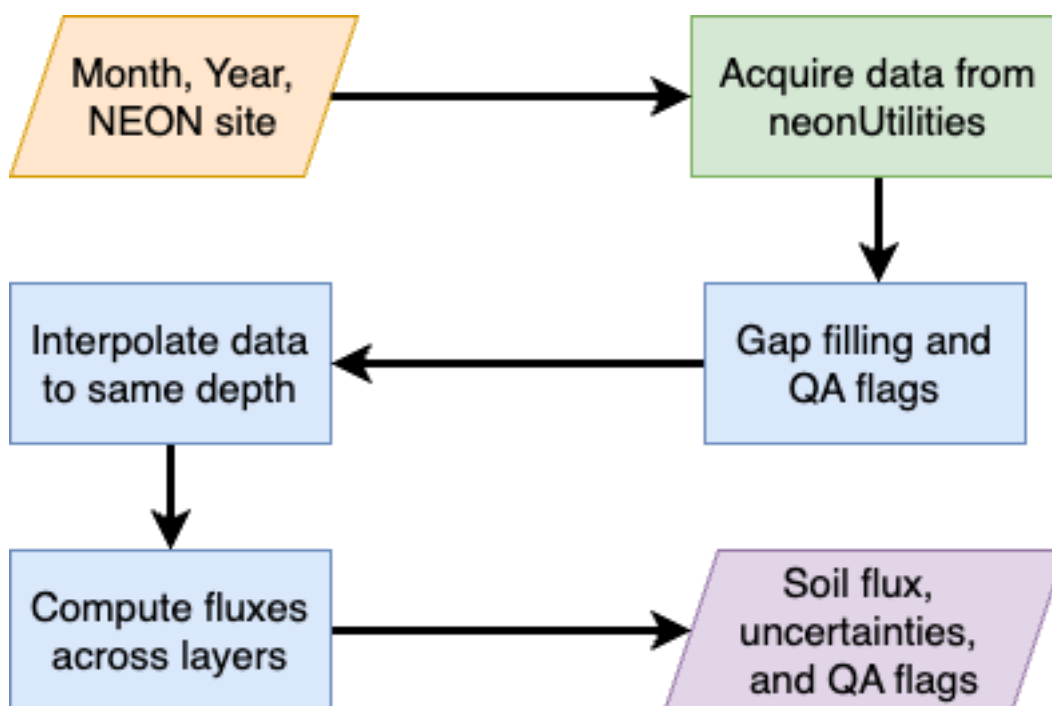 Month, Year,
NEON site
Acquire data from
neonUtilities
Gap filling and
QA flags
Interpolate data
to same depth
Compute fluxes
across layers
Soil flux,
uncertainties,
and QA flags